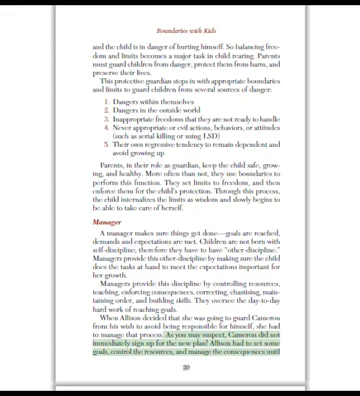 Boundaries with Kids
and the child is in danger of hurting himself. So balancing free-
dom and limits becomes a major task in child rearing. Parents
must guard children from danger, protect them from harm, and
preserve their lives.
This protective guardian steps in with appropriate boundaries
and limits to guard children from several sources of danger:
1. Dangers within themselves
2. Dangers in the outside world
3. Inappropriate freedoms that they are not ready to handle
4. Never appropriate or evil actions, behaviors, or attitudes
(such as serial killing or using LSD)
5. Their own regressive tendency to remain dependent and
avoid growing up
Parents, in their role as guardian, keep the child safe, grow-
ing, and healthy. More often than not, they use boundaries to
perform this function. They set limits to freedom, and then
enforce them for the child's protection. Through this process,
the child internalizes the limits as wisdom and slowly begins to
be able to take care of herself.
Manager
A manager makes sure things get done—goals are reached,
demands and expectations are met. Children are not born with
self-discipline; therefore they have to have "other-discipline."
Managers provide this other-discipline by making sure the child
does the tasks at hand to meet the expectations important for
her growth.
Managers provide this discipline by controlling resources,
teaching, enforcing consequences, correcting, chastising, main-
taining order, and building skills. They oversee the day-to-day
hard work of reaching goals.
When Allison decided that she was going to guard Cameron
from his wish to avoid being responsible for himself, she had
to manage that process. As you may suspect, Cameron did not
immediately sign up for the new plan! Allison had to set some
goals, control the resources, and manage the consequences until
20